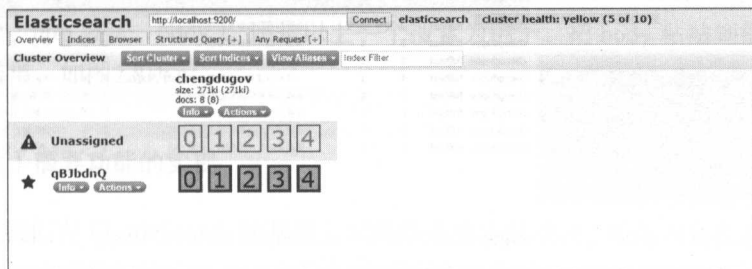 Elasticsearch http://localhost:9200/ Connect elasticsearch cluster health: yellow (5 of 10)
Overview Indices Browser Structured Query [+] Any Request [+]
Cluster Overview Sort Cluster Sort Indices View Aliases Index Filter
chengdugov
size: 271ki (271ki)
docs: 8 (8)
Info Actions
Unassigned 0 1 2 3 4
qBJbdnQ 0 1 2 3 4
Info Actions